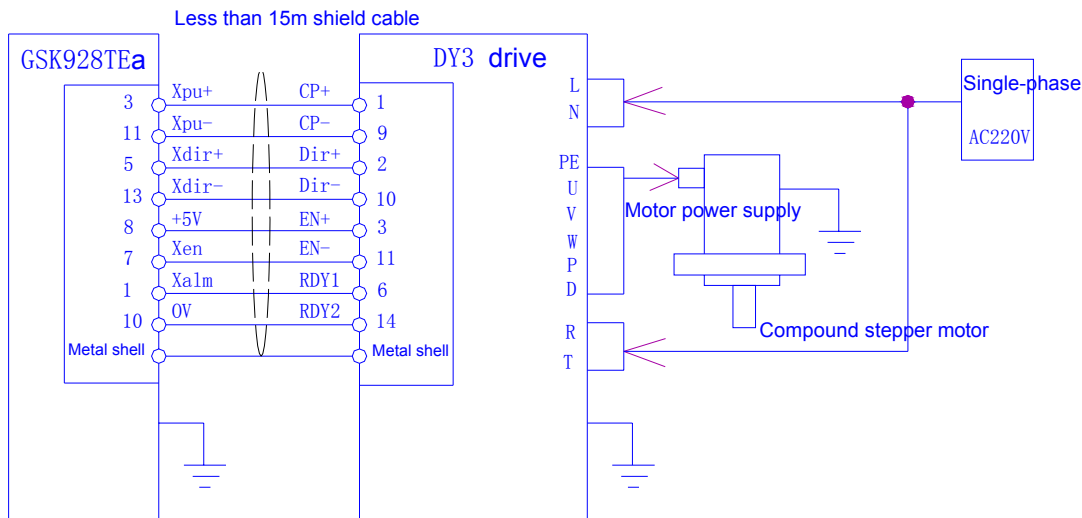 Less than 15m shield cable
GSK928TEa
DY3 drive
3 Xpu+ CP+ 1
11 Xpu- CP- 9
5 Xdir+ Dir+ 2
13 Xdir- Dir- 10
8 +5V EN+ 3
7 Xen EN- 11
1 Xalm RDY1 6
10 0V RDY2 14
Metal shell Metal shell
L
N
PE
U
V
W
P
D
R
T
Motor power supply
Compound stepper motor
Single-phase
AC220V